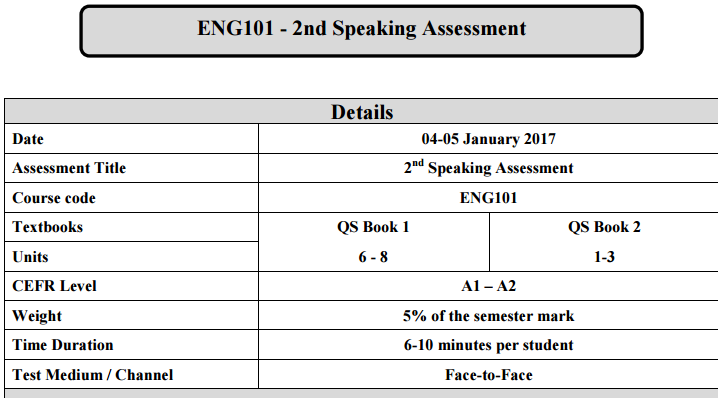 ENG101 - 2nd Speaking Assessment
Details
Date 04-05 January 2017
Assessment Title 2nd Speaking Assessment
Course code ENG101
Textbooks QS Book 1 QS Book 2
Units 6 - 8 1-3
CEFR Level A1 – A2
Weight 5% of the semester mark
Time Duration 6-10 minutes per student
Test Medium / Channel Face-to-Face